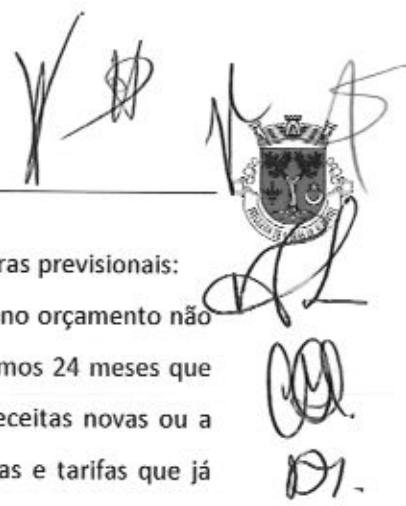 ras previsionais:
no orçamento não
mos 24 meses que
eceitas novas ou a
as e tarifas que já